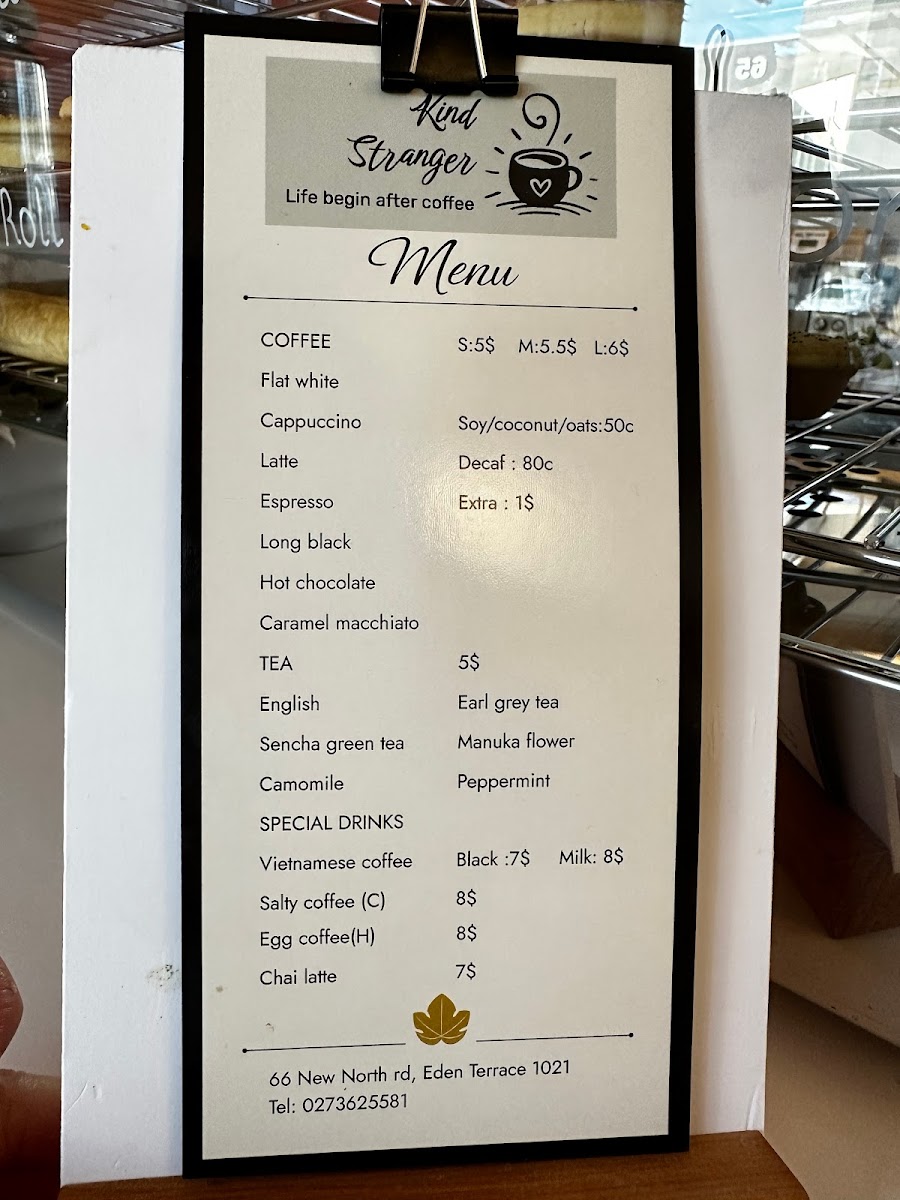 Kind
Stranger
Life begin after coffee
Menu
COFFEE S:5$ M:5.5$ L:6$
Flat white
Cappuccino Soy/coconut/oats:50c
Latte Decaf : 80c
Espresso Extra : 1$
Long black
Hot chocolate
Caramel macchiato
TEA 5$
English Earl grey tea
Sencha green tea Manuka flower
Camomile Peppermint
SPECIAL DRINKS
Vietnamese coffee Black :7$ Milk: 8$
Salty coffee (C) 8$
Egg coffee(H) 8$
Chai latte 7$
66 New North rd, Eden Terrace 1021
Tel: 0273625581
Roll
65